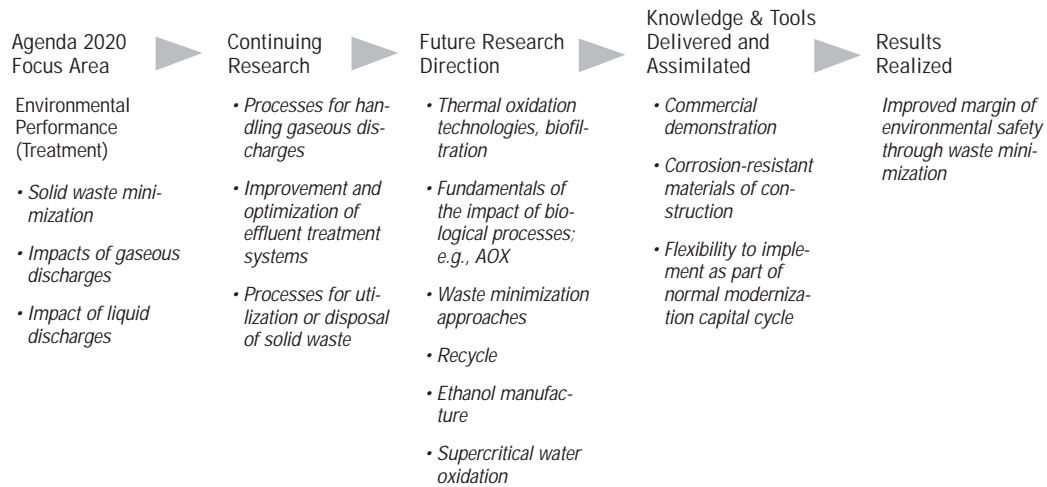 Agenda 2020
Focus Area
Environmental
Performance
(Treatment)
• Solid waste mini-
mization
• Impacts of gaseous
discharges
• Impact of liquid
discharges
Continuing
Research
• Processes for han-
dling gaseous dis-
charges
• Improvement and
optimization of
effluent treatment
systems
• Processes for uti-
lization or disposal
of solid waste
Future Research
Direction
• Thermal oxidation
technologies, biofil-
tration
• Fundamentals of
the impact of bio-
logical processes;
e.g., AOX
• Waste minimization
approaches
• Recycle
• Ethanol manufac-
ture
• Supercritical water
oxidation
Knowledge & Tools
Delivered and
Assimilated
• Commercial
demonstration
• Corrosion-resistant
materials of con-
struction
• Flexibility to imple-
ment as part of
normal moderniza-
tion capital cycle
Results
Realized
Improved margin of
environmental safety
through waste mini-
mization